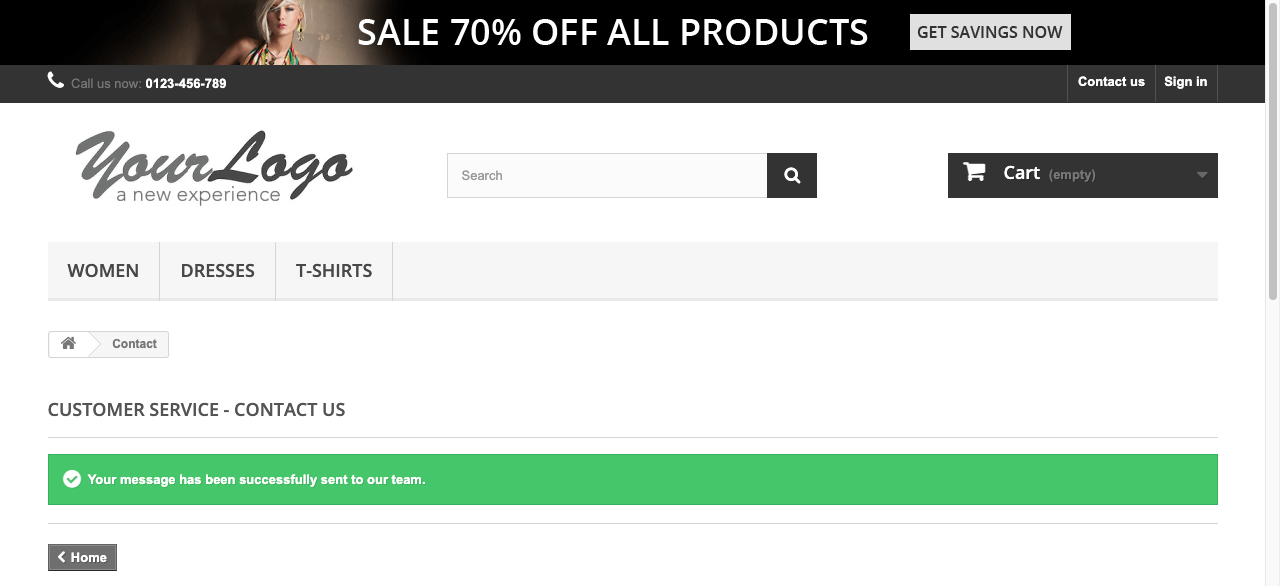 SALE 70% OFF ALL PRODUCTS
GET SAVINGS NOW
Call us now: 0123-456-789
Contact us
Sign in
YourLogo
a new experience
Search
Cart (empty)
WOMEN
DRESSES
T-SHIRTS
Contact
CUSTOMER SERVICE - CONTACT US
Your message has been successfully sent to our team.
Home